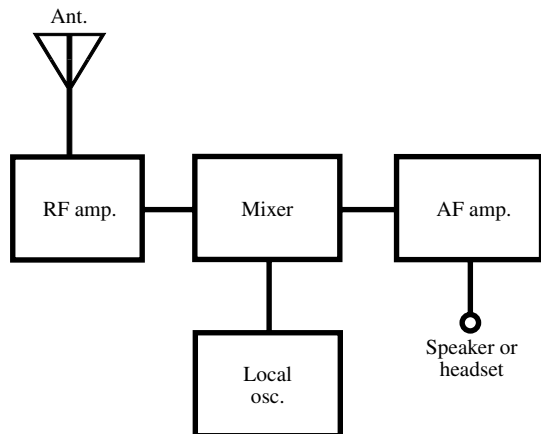 Ant.
RF amp.
Mixer
AF amp.
Speaker or
headset
Local
osc.